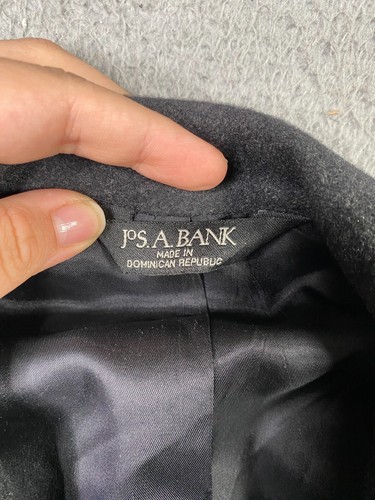 JOS. A. BANK
MADE IN
DOMINICAN REPUBLIC